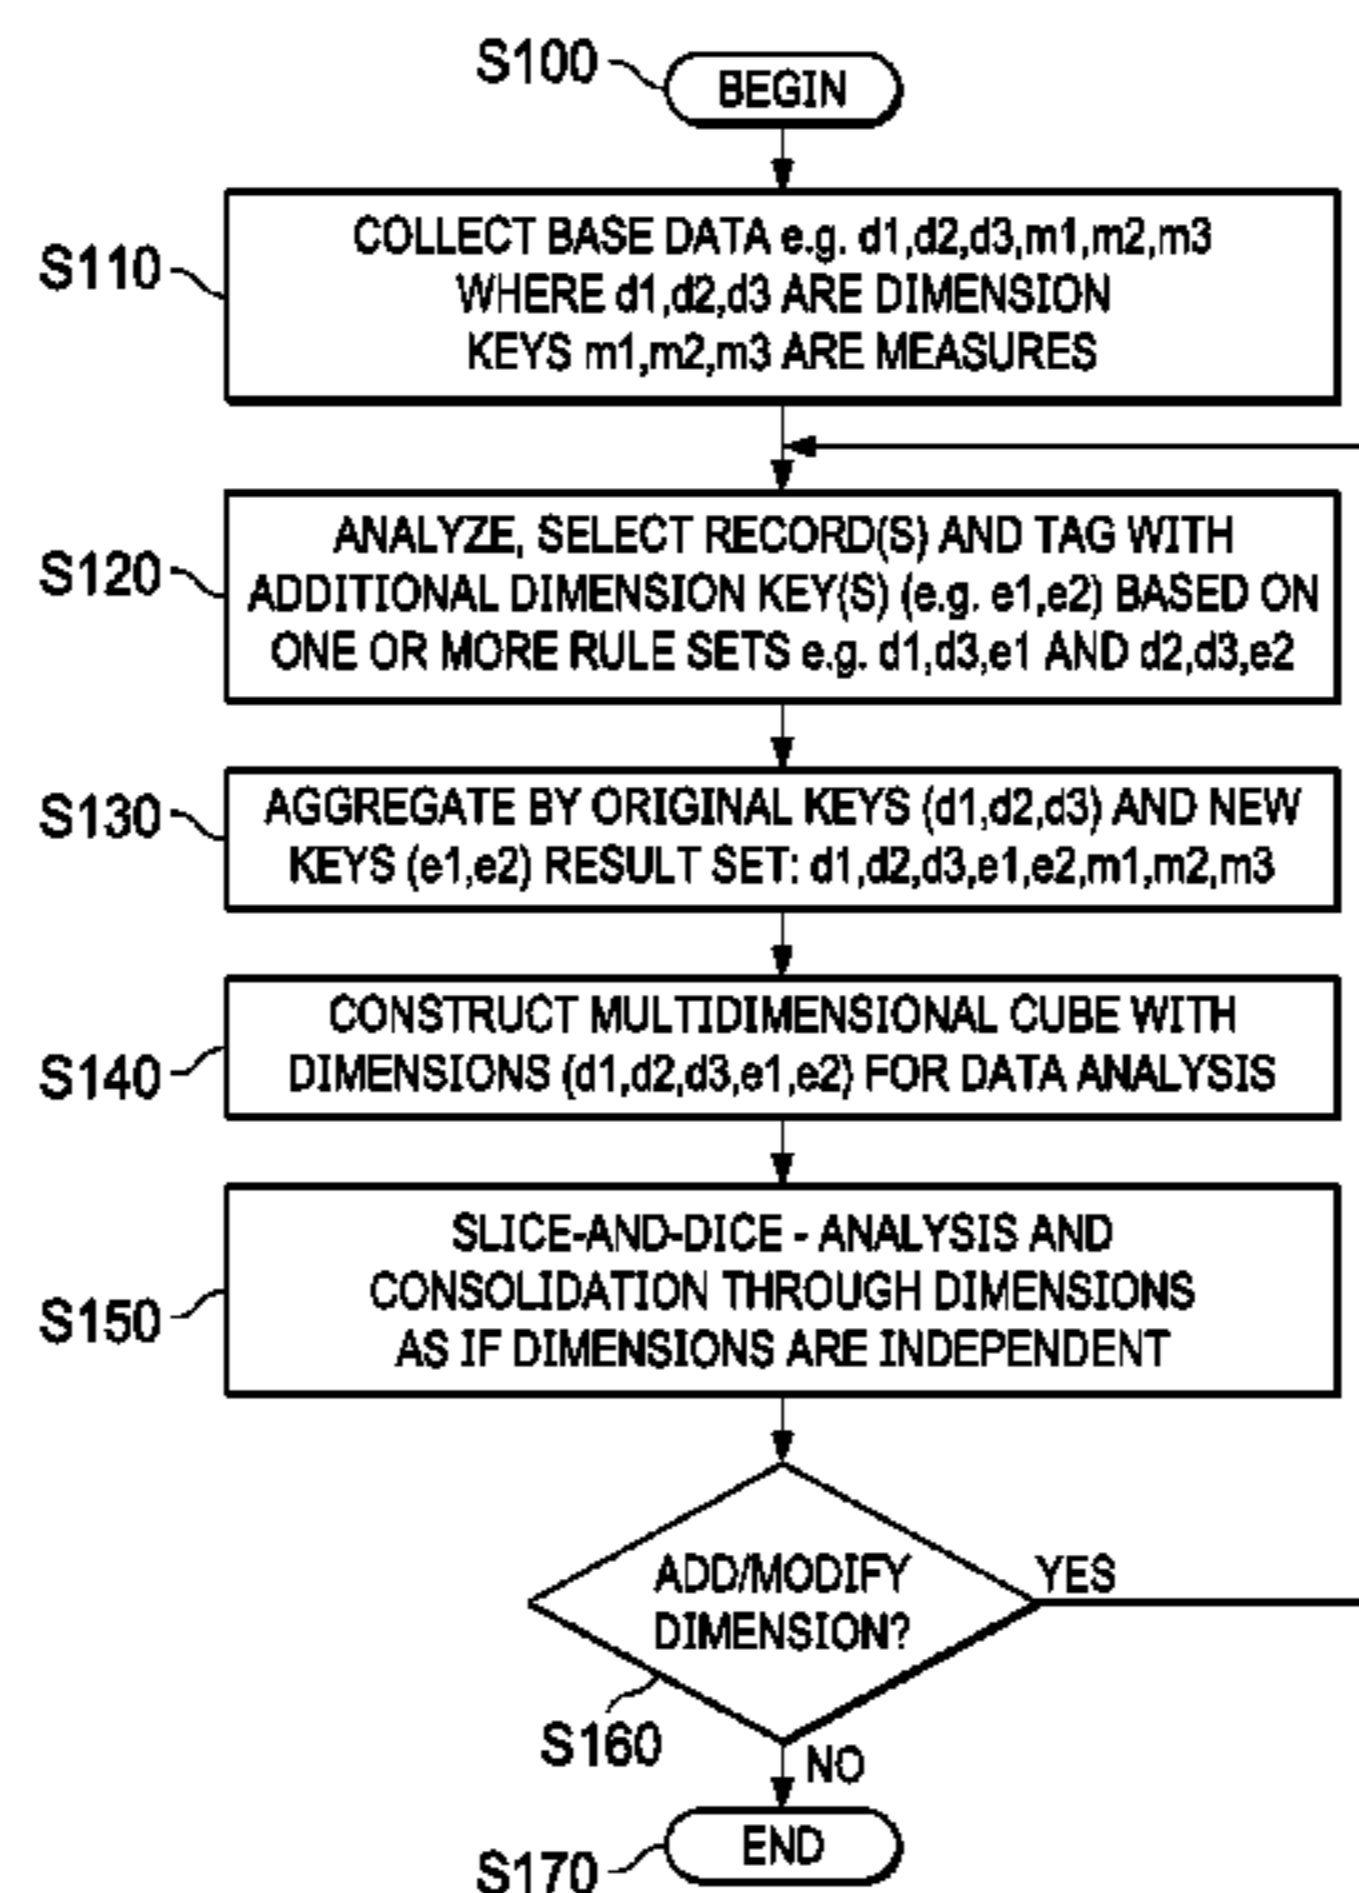 S100
BEGIN
S110
COLLECT BASE DATA e.g. d1,d2,d3,m1,m2,m3
WHERE d1,d2,d3 ARE DIMENSION
KEYS m1,m2,m3 ARE MEASURES
S120
ANALYZE, SELECT RECORD(S) AND TAG WITH
ADDITIONAL DIMENSION KEY(S) (e.g. e1,e2) BASED ON
ONE OR MORE RULE SETS e.g. d1,d3,e1 AND d2,d3,e2
S130
AGGREGATE BY ORIGINAL KEYS (d1,d2,d3) AND NEW
KEYS (e1,e2) RESULT SET: d1,d2,d3,e1,e2,m1,m2,m3
S140
CONSTRUCT MULTIDIMENSIONAL CUBE WITH
DIMENSIONS (d1,d2,d3,e1,e2) FOR DATA ANALYSIS
S150
SLICE-AND-DICE - ANALYSIS AND
CONSOLIDATION THROUGH DIMENSIONS
AS IF DIMENSIONS ARE INDEPENDENT
ADD/MODIFY
DIMENSION?
YES
S160
NO
END
S170